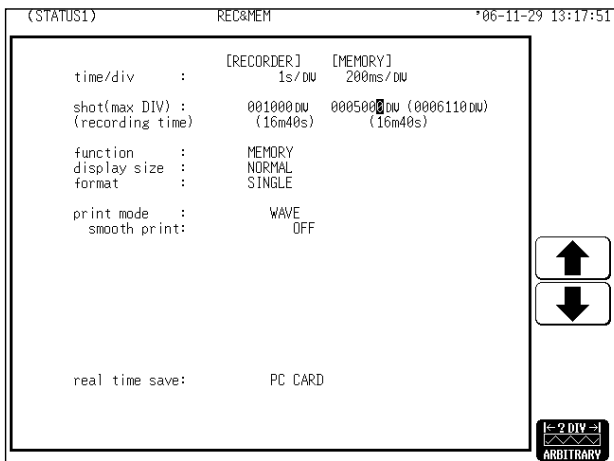 (STATUS1) REC&MEM '06-11-29 13:17:51
[RECORDER] [MEMORY]
time/div : 1s/DIV 200ms/DIV
shot(max DIV) : 001000DIV 0005000DIV (0006110DIV)
(recording time) (16m40s) (16m40s)
function : MEMORY
display size : NORMAL
format : SINGLE
print mode : WAVE
smooth print: OFF
real time save: PC CARD
? DIV
ARBITRARY